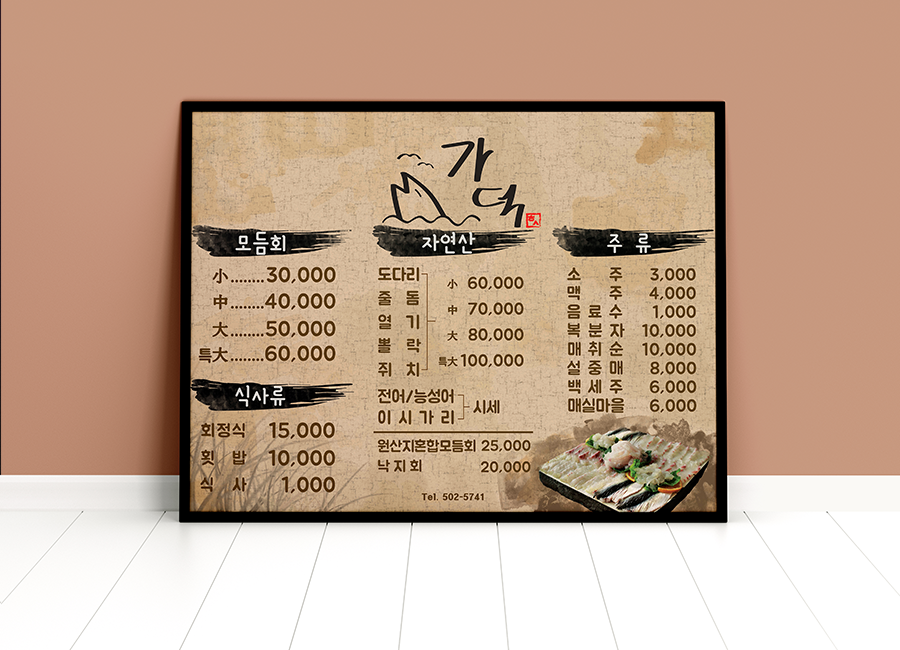 가
덕
모듬회
小........30,000
中........40,000
大........50,000
特大........60,000
식사류
회정식 15,000
횟 밥 10,000
식 사 1,000
자연산
도다리
줄 돔
열 기
뽈 락
쥐 치
小 60,000
中 70,000
大 80,000
特大 100,000
전어/능성어
이 시 가 리
시세
원산지혼합모듬회 25,000
낙 지 회 20,000
Tel. 502-5741
주 류
소 주 3,000
맥 주 4,000
음 료 수 1,000
복 분 자 10,000
매 취 순 10,000
설 중 매 8,000
백 세 주 6,000
매실마을 6,000